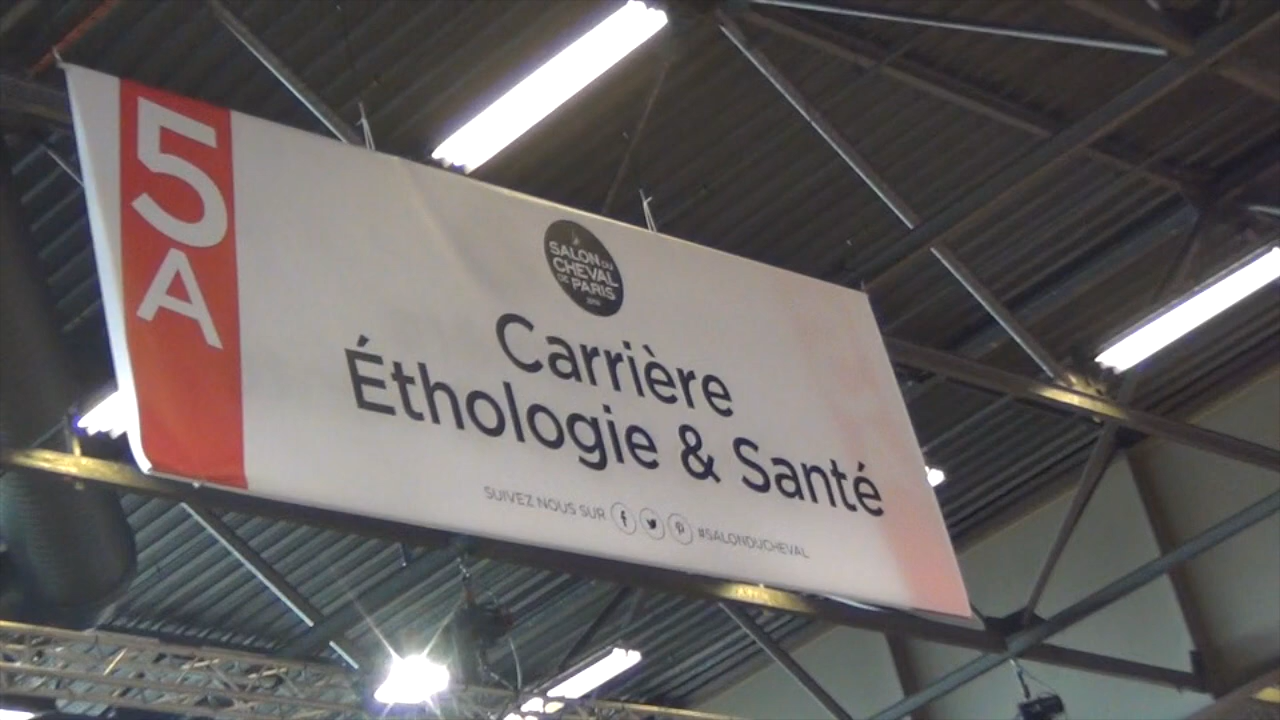 5
A
SALON DU
CHEVAL
DE PARIS
Carrière
Éthologie & Santé
SUIVEZ NOUS SUR #SALONDUCHEVAL